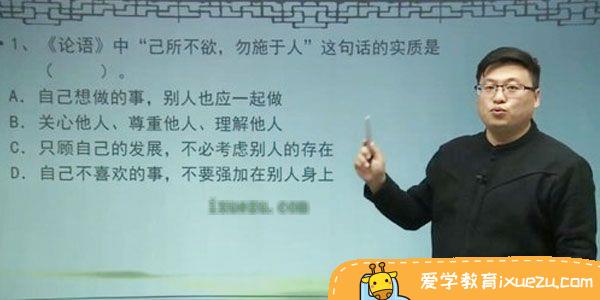 1、《论语》中“己所不欲，勿施于人”这句话的实质是
（　　）。
A．自己想做的事，别人也应一起做
B．关心他人、尊重他人、理解他人
C．只顾自己的发展，不必考虑别人的存在
D．自己不喜欢的事，不要强加在别人身上
ixuezu.com
爱学教育ixuezu.com